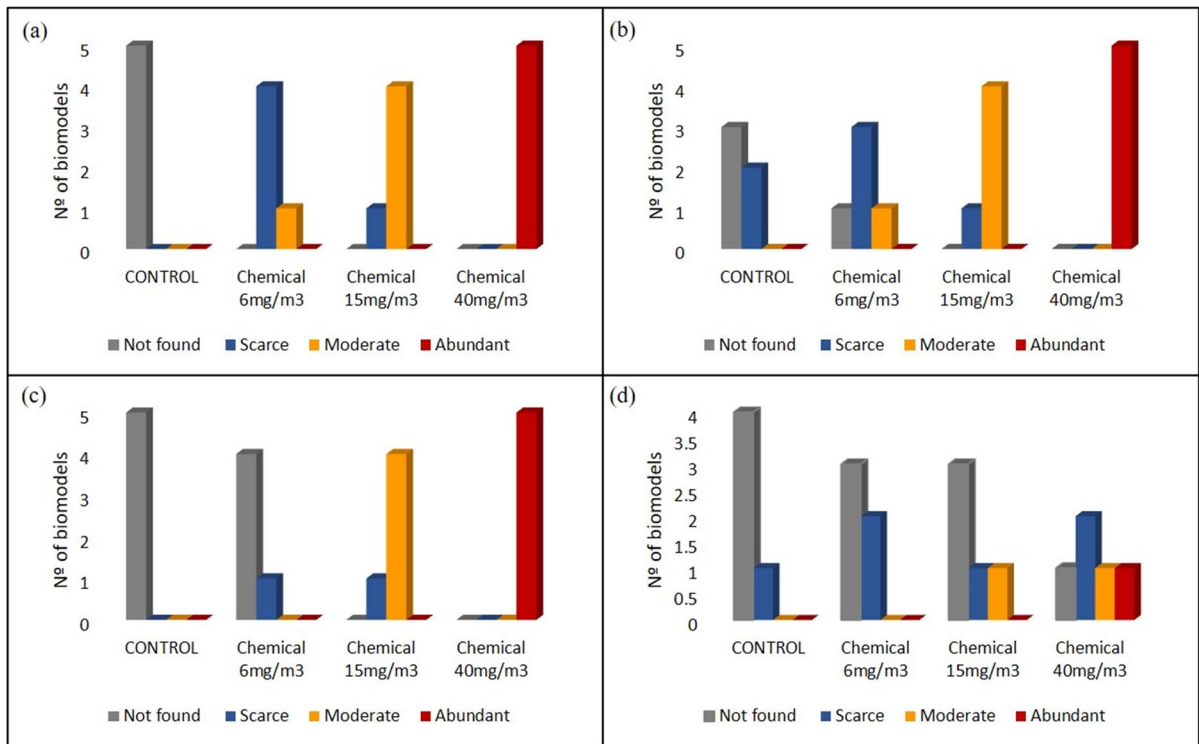 (a)
Nº of biomodels
5
4
3
2
1
0
CONTROL
Chemical
6mg/m3
Chemical
15mg/m3
Chemical
40mg/m3
Not found Scarce Moderate Abundant
(b)
Nº of biomodels
5
4
3
2
1
0
CONTROL
Chemical
6mg/m3
Chemical
15mg/m3
Chemical
40mg/m3
Not found Scarce Moderate Abundant
(c)
Nº of biomodels
5
4
3
2
1
0
CONTROL
Chemical
6mg/m3
Chemical
15mg/m3
Chemical
40mg/m3
Not found Scarce Moderate Abundant
(d)
Nº of biomodels
4
3.5
3
2.5
2
1.5
1
0.5
0
CONTROL
Chemical
6mg/m3
Chemical
15mg/m3
Chemical
40mg/m3
Not found Scarce Moderate Abundant